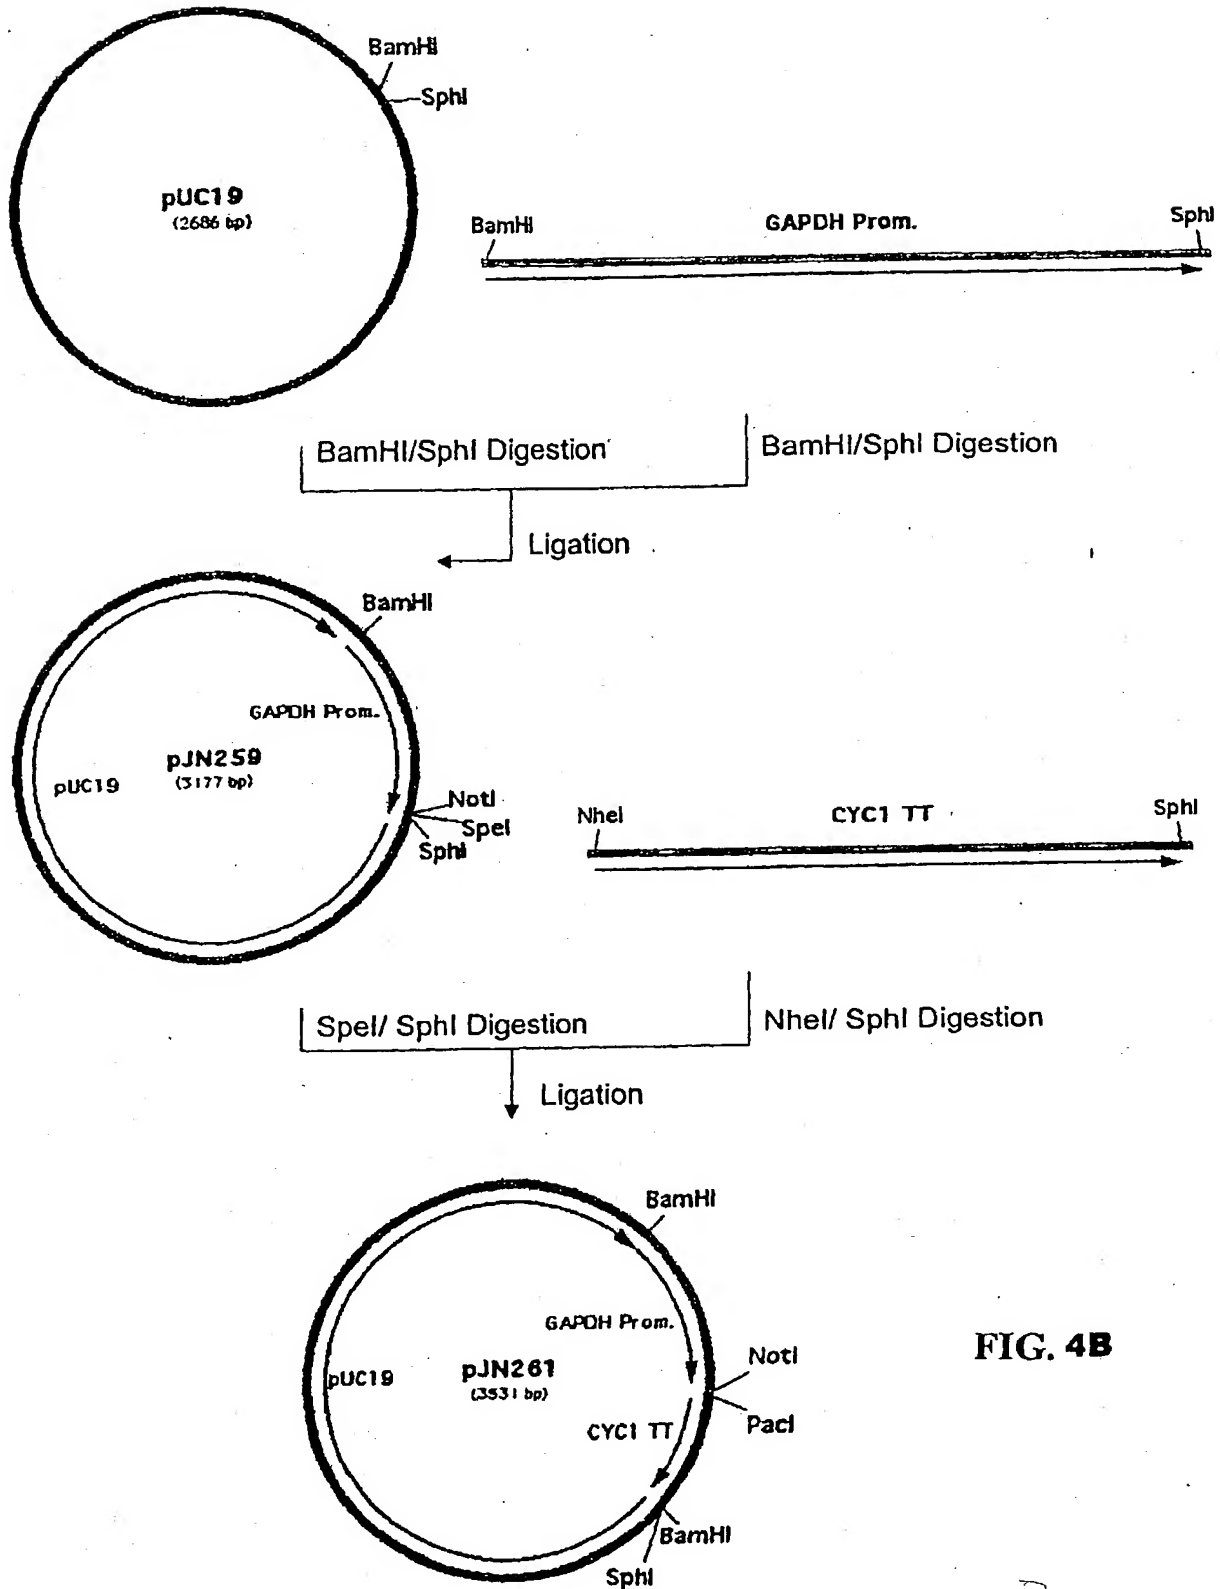 BamHI
SphI
pUC19
(2686 bp)
BamHI
GAPDH Prom.
SphI
BamHI/SphI Digestion
BamHI/SphI Digestion
Ligation
BamHI
GAPDH Prom.
pJN259
(3177 bp)
pUC19
NotI
SpeI
SphI
NheI
CYC1 TT
SphI
SpeI/ SphI Digestion
NheI/ SphI Digestion
Ligation
BamHI
GAPDH Prom.
pUC19
pJN261
(3531 bp)
NotI
PacI
CYC1 TT
BamHI
SphI
FIG. 4B